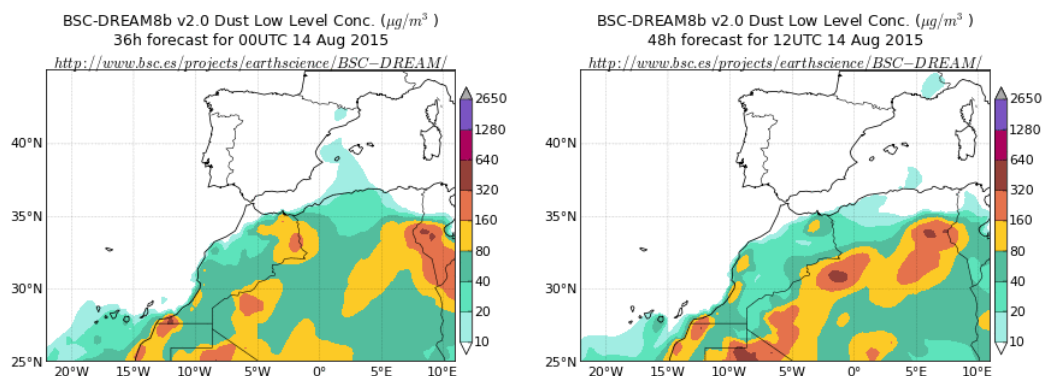 BSC-DREAM8b v2.0 Dust Low Level Conc. (µg/m³ )
36h forecast for 00UTC 14 Aug 2015
http://www.bsc.es/projects/earthscience/BSC−DREAM/
40°N
35°N
30°N
25°N
20°W
15°W
10°W
5°W
0°E
5°E
10°E
2650
1280
640
320
160
80
40
20
10
BSC-DREAM8b v2.0 Dust Low Level Conc. (µg/m³ )
48h forecast for 12UTC 14 Aug 2015
http://www.bsc.es/projects/earthscience/BSC−DREAM/
40°N
35°N
30°N
25°N
20°W
15°W
10°W
5°W
0°E
5°E
10°E
2650
1280
640
320
160
80
40
20
10